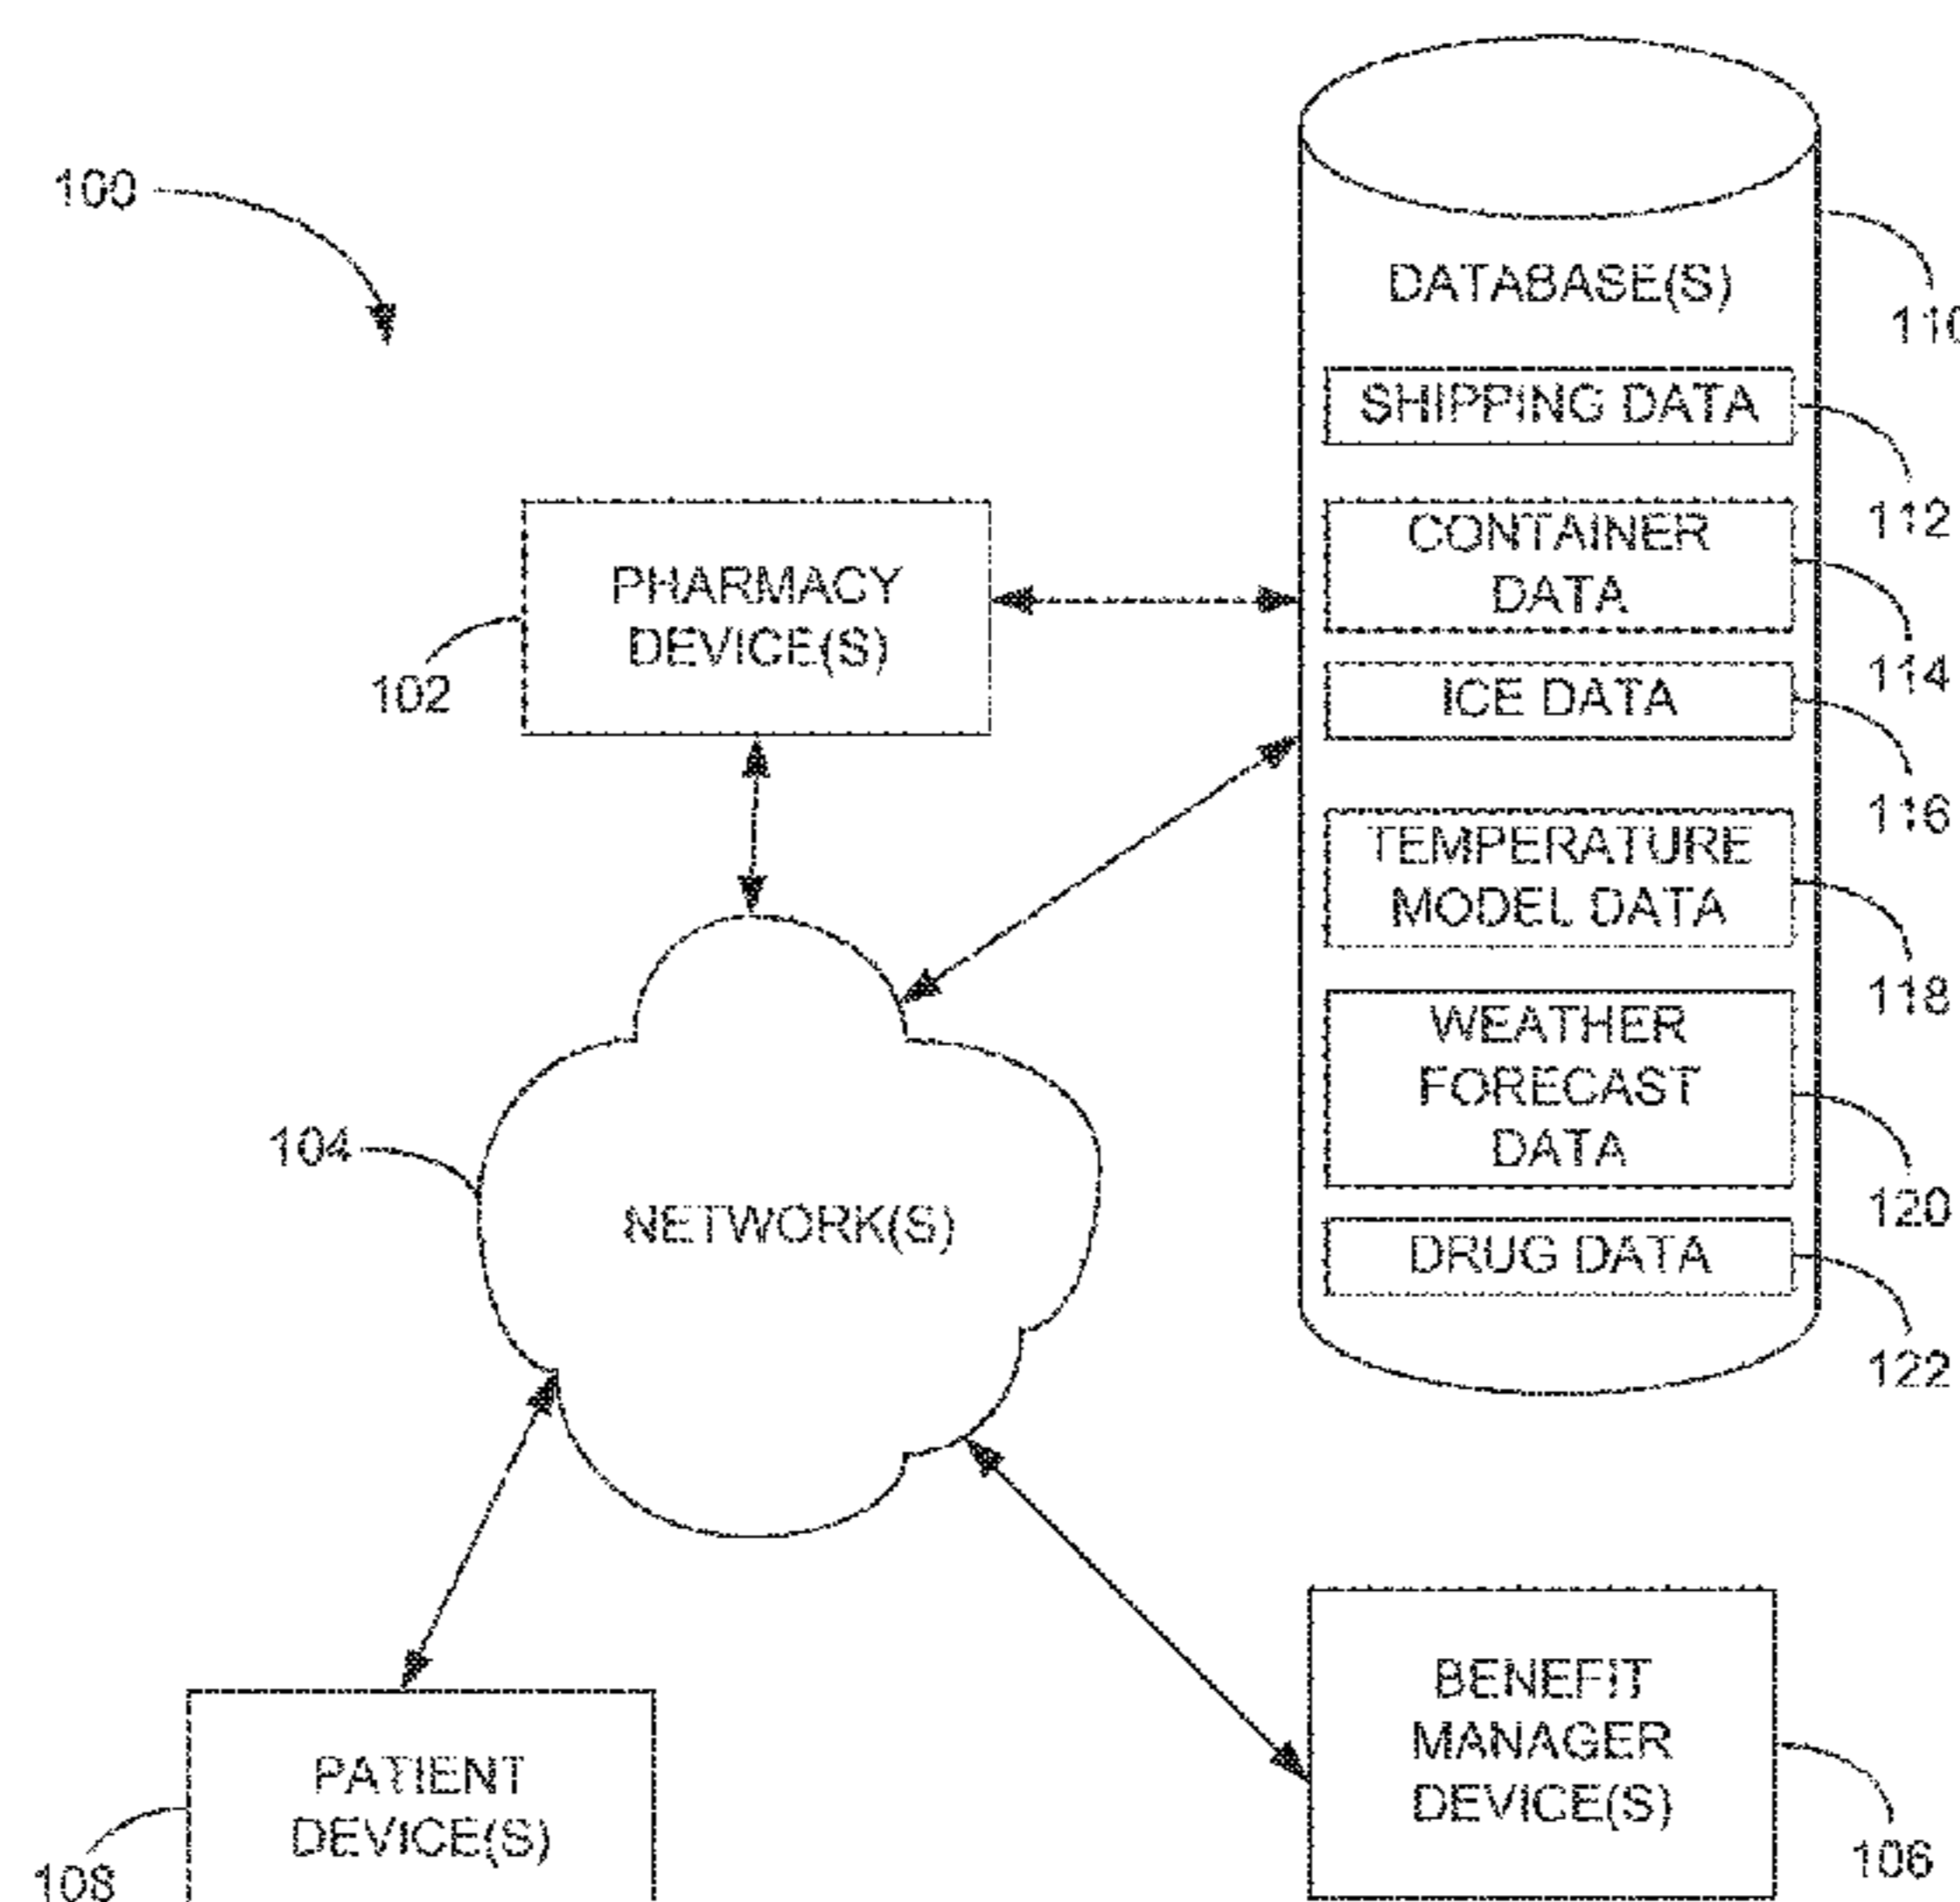 100
DATABASE(S)
110
SHIPPING DATA
112
CONTAINER
DATA
114
PHARMACY
DEVICE(S)
102
ICE DATA
116
TEMPERATURE
MODEL DATA
118
WEATHER
FORECAST
DATA
120
104
NETWORK(S)
DRUG DATA
122
BENEFIT
MANAGER
DEVICE(S)
106
PATIENT
DEVICE(S)
108